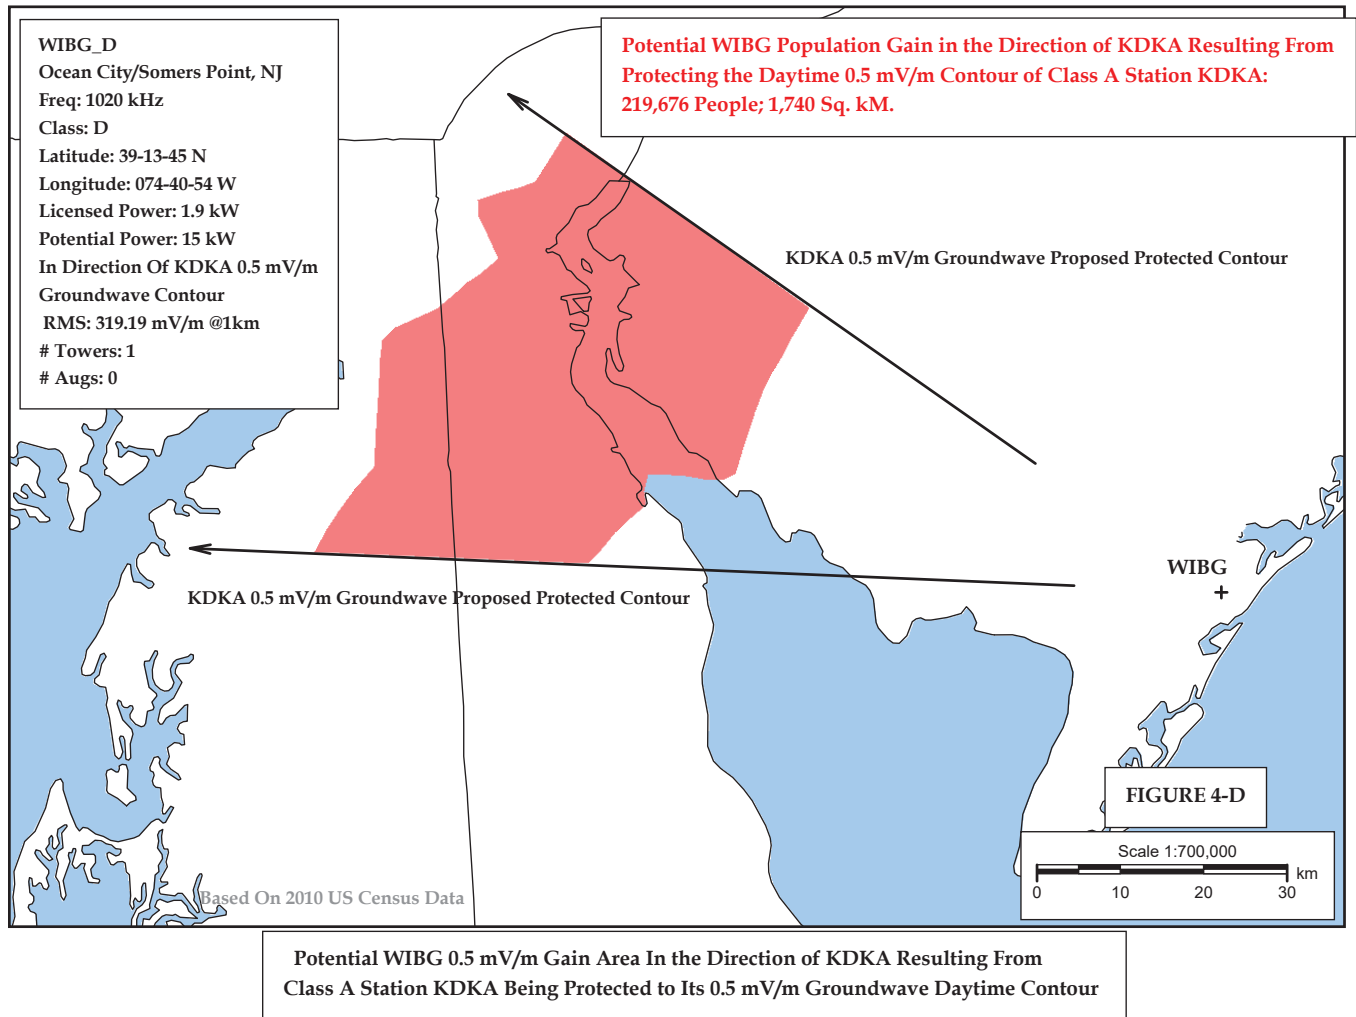 WIBG_D
Ocean City/Somers Point, NJ
Freq: 1020 kHz
Class: D
Latitude: 39-13-45 N
Longitude: 074-40-54 W
Licensed Power: 1.9 kW
Potential Power: 15 kW
In Direction Of KDKA 0.5 mV/m
Groundwave Contour
RMS: 319.19 mV/m @1km
# Towers: 1
# Augs: 0
Potential WIBG Population Gain in the Direction of KDKA Resulting From
Protecting the Daytime 0.5 mV/m Contour of Class A Station KDKA:
219,676 People; 1,740 Sq. kM.
KDKA 0.5 mV/m Groundwave Proposed Protected Contour
WIBG
KDKA 0.5 mV/m Groundwave Proposed Protected Contour
FIGURE 4-D
Scale 1:700,000
km
0 10 20 30
Based On 2010 US Census Data
Potential WIBG 0.5 mV/m Gain Area In the Direction of KDKA Resulting From
Class A Station KDKA Being Protected to Its 0.5 mV/m Groundwave Daytime Contour